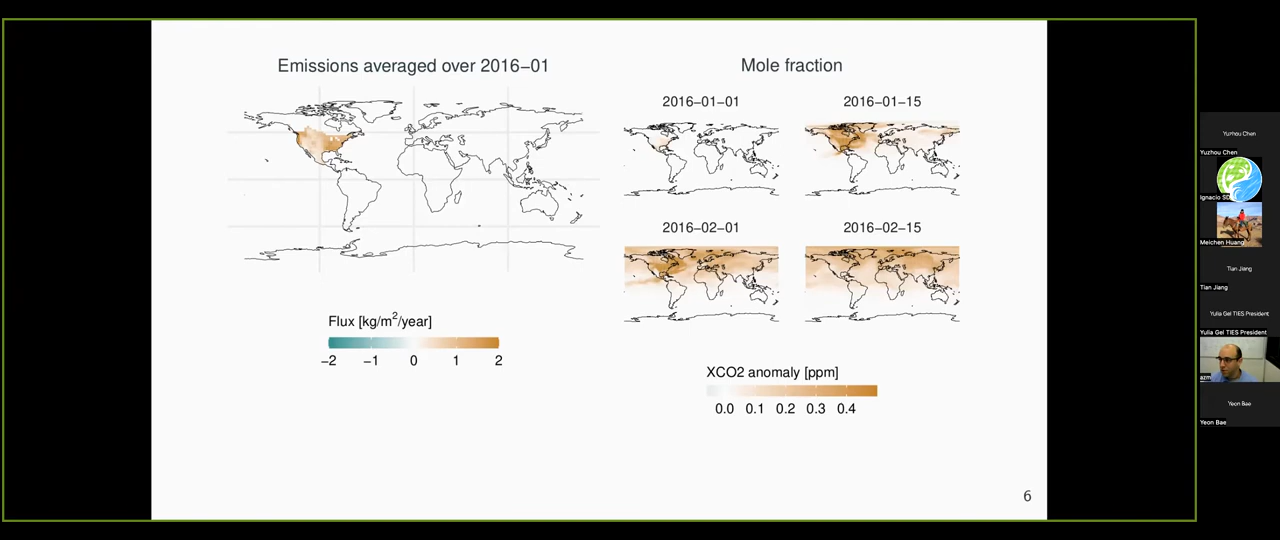 Emissions averaged over 2016−01
Mole fraction
2016−01−01
2016−01−15
2016−02−01
2016−02−15
Flux [kg/m²/year]
−2 −1 0 1 2
XCO2 anomaly [ppm]
0.0 0.1 0.2 0.3 0.4
6
Yuzhou Chen
Yuzhou Chen
Ignacio SD
Meichen Huang
Tian Jiang
Tian Jiang
Yulia Gel TIES President
Yulia Gel TIES President
azm
Yeon Bae
Yeon Bae